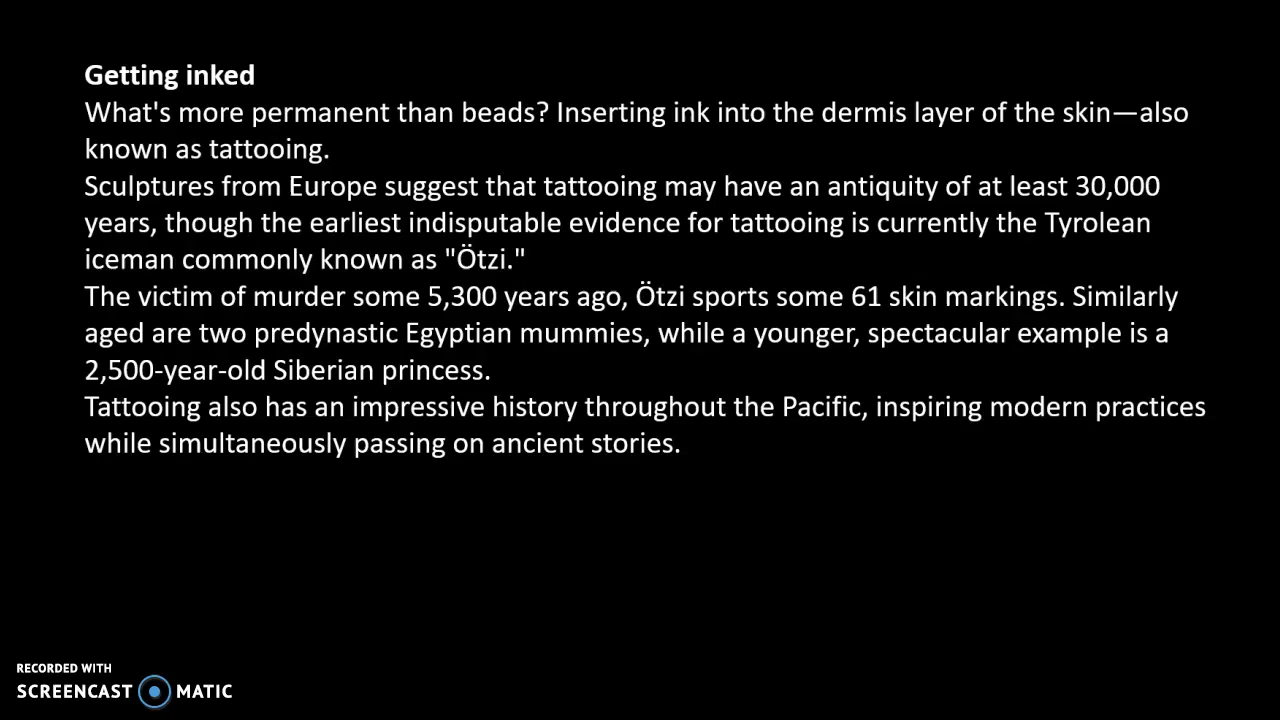 Getting inked
What's more permanent than beads? Inserting ink into the dermis layer of the skin—also
known as tattooing.
Sculptures from Europe suggest that tattooing may have an antiquity of at least 30,000
years, though the earliest indisputable evidence for tattooing is currently the Tyrolean
iceman commonly known as "Ötzi."
The victim of murder some 5,300 years ago, Ötzi sports some 61 skin markings. Similarly
aged are two predynastic Egyptian mummies, while a younger, spectacular example is a
2,500-year-old Siberian princess.
Tattooing also has an impressive history throughout the Pacific, inspiring modern practices
while simultaneously passing on ancient stories.
RECORDED WITH
SCREENCAST MATIC